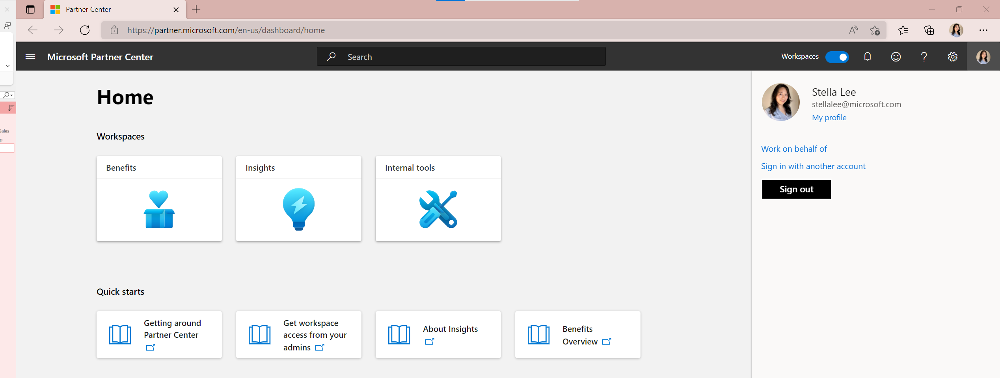 Partner Center
https://partner.microsoft.com/en-us/dashboard/home
Microsoft Partner Center
Search
Workspaces
Home
Workspaces
Benefits
Insights
Internal tools
Quick starts
Getting around
Partner Center
Get workspace
access from your
admins
About Insights
Benefits
Overview
Stella Lee
stellalee@microsoft.com
My profile
Work on behalf of
Sign in with another account
Sign out
Sales
p